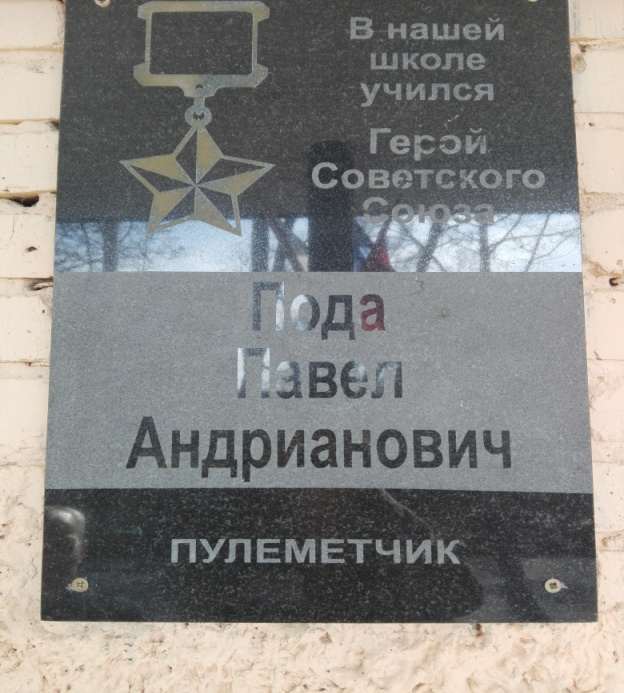 В нашей
школе
учился
Герой
Советского
Союза
Пода
Павел
Андрианович
ПУЛЕМЕТЧИК